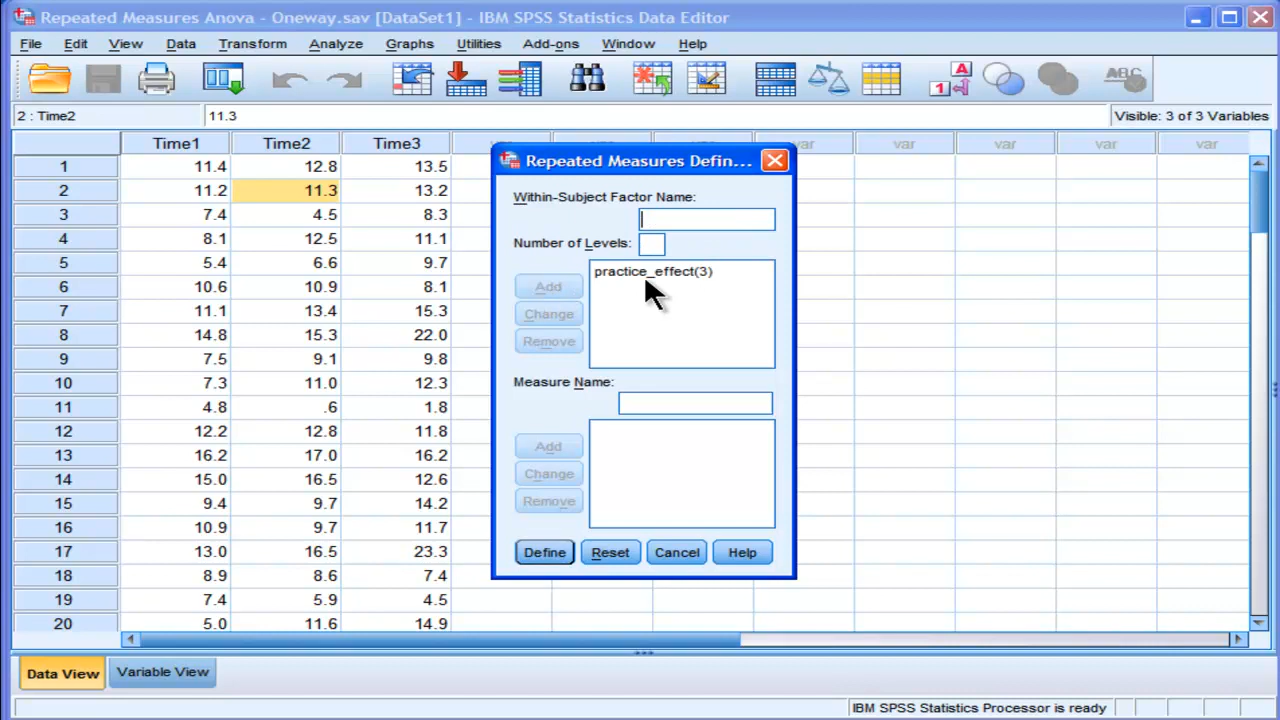 Repeated Measures Anova - Oneway.sav [DataSet1] - IBM SPSS Statistics Data Editor
File Edit View Data Transform Analyze Graphs Utilities Add-ons Window Help
2 : Time2 11.3 Visible: 3 of 3 Variables
Time1 Time2 Time3 var var var var var
1 11.4 12.8 13.5
2 11.2 11.3 13.2
3 7.4 4.5 8.3
4 8.1 12.5 11.1
5 5.4 6.6 9.7
6 10.6 10.9 8.1
7 11.1 13.4 15.3
8 14.8 15.3 22.0
9 7.5 9.1 9.8
10 7.3 11.0 12.3
11 4.8 .6 1.8
12 12.2 12.8 11.8
13 16.2 17.0 16.2
14 15.0 16.5 12.6
15 9.4 9.7 14.2
16 10.9 9.7 11.7
17 13.0 16.5 23.3
18 8.9 8.6 7.4
19 7.4 5.9 4.5
20 5.0 11.6 14.9
Repeated Measures Defin...
Within-Subject Factor Name:
Number of Levels:
practice_effect(3)
Add
Change
Remove
Measure Name:
Add
Change
Remove
Define Reset Cancel Help
Data View Variable View
IBM SPSS Statistics Processor is ready